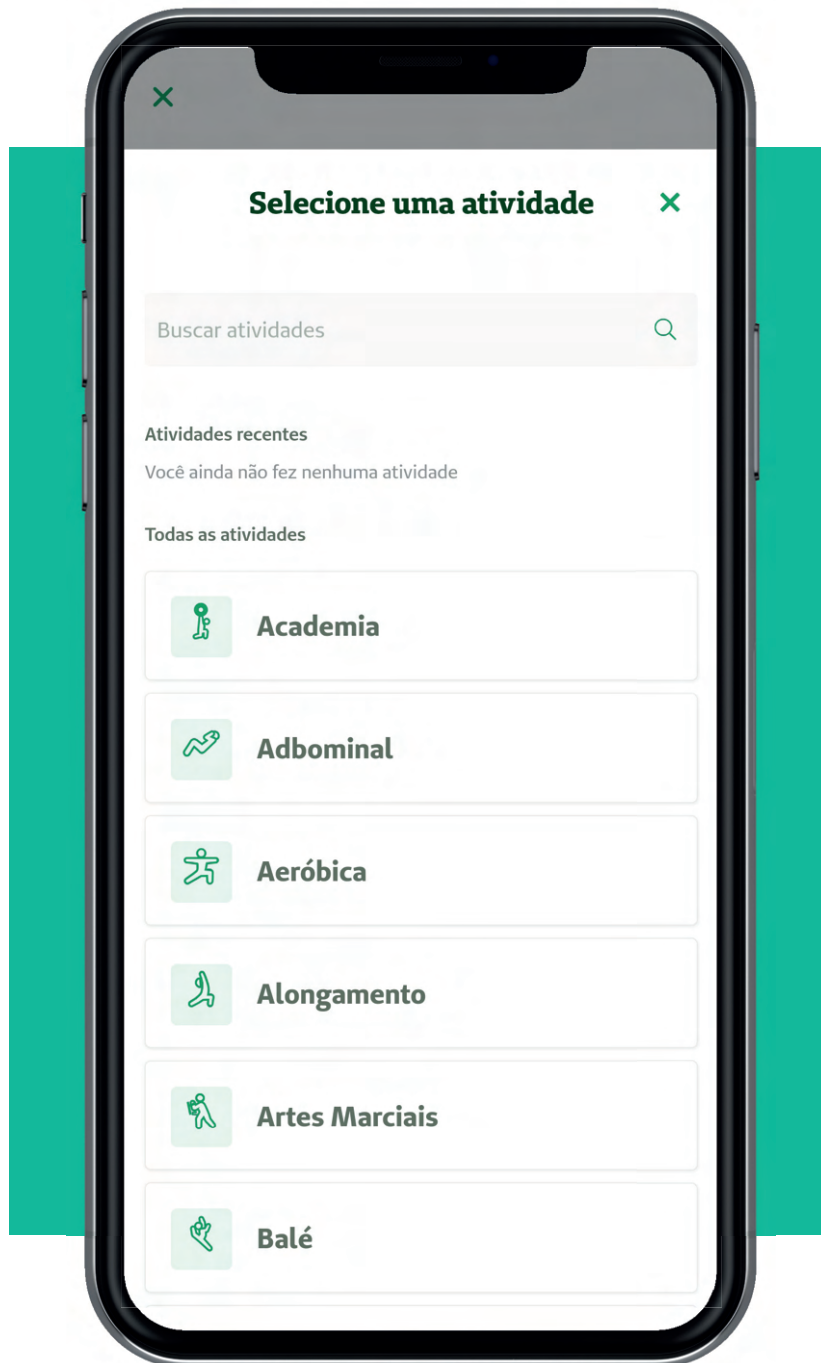 Selecione uma atividade
Buscar atividades
Atividades recentes
Você ainda não fez nenhuma atividade
Todas as atividades
Academia
Adbominal
Aeróbica
Alongamento
Artes Marciais
Balé